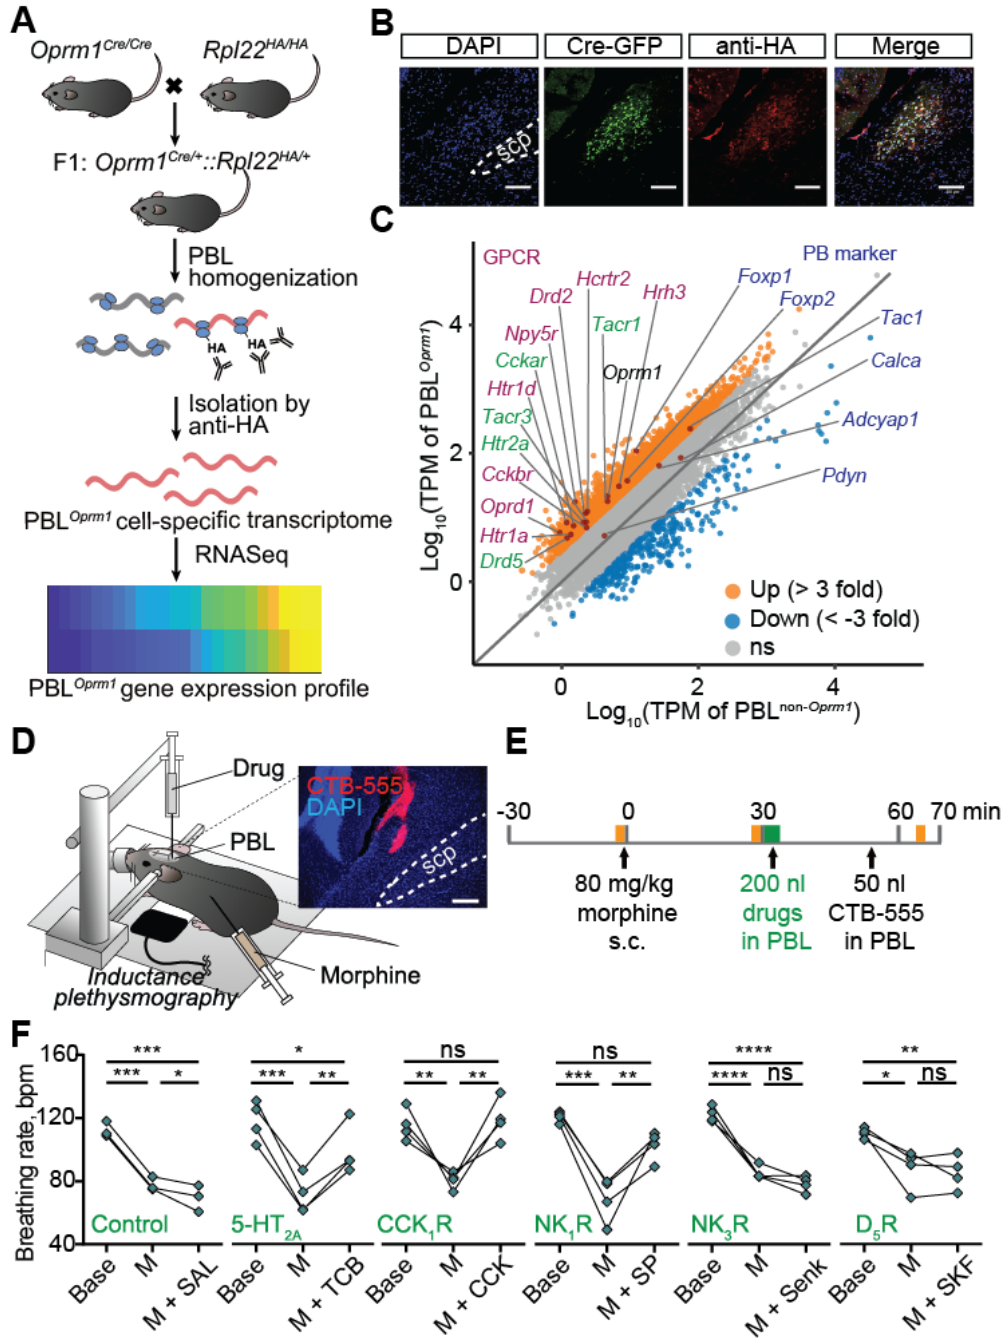 A
Oprm1Cre/Cre
Rpl22HA/HA
F1: Oprm1Cre/+::Rpl22HA/+
PBL
homogenization
HA
HA
Isolation by
anti-HA
PBLOprm1 cell-specific transcriptome
RNASeq
PBLOprm1 gene expression profile
B
DAPI
Cre-GFP
anti-HA
Merge
scp
C
GPCR
PB marker
Hcrtr2
Foxp1
Drd2
Hrh3
Foxp2
Tacr1
Tac1
Npy5r
Cckar
Oprm1
Calca
Htr1d
Tacr3
Adcyap1
Htr2a
Cckbr
Pdyn
Oprd1
Htr1a
Drd5
Log10(TPM of PBLOprm1)
4
2
0
Up (> 3 fold)
Down (< -3 fold)
ns
0
2
4
Log10(TPM of PBLnon-Oprm1)
D
Drug
PBL
CTB-555
DAPI
scp
Morphine
Inductance
plethysmography
E
-30
0
30
60
70 min
80 mg/kg
morphine
s.c.
200 nl
drugs
in PBL
50 nl
CTB-555
in PBL
F
Breathing rate, bpm
160
120
80
40
***
***
*
Control
Base
M
M + SAL
*
***
**
5-HT2A
Base
M
M + TCB
ns
**
**
CCK1R
Base
M
M + CCK
ns
***
**
NK1R
Base
M
M + SP
****
****
ns
NK3R
Base
M
M + Senk
**
*
ns
D5R
Base
M
M + SKF